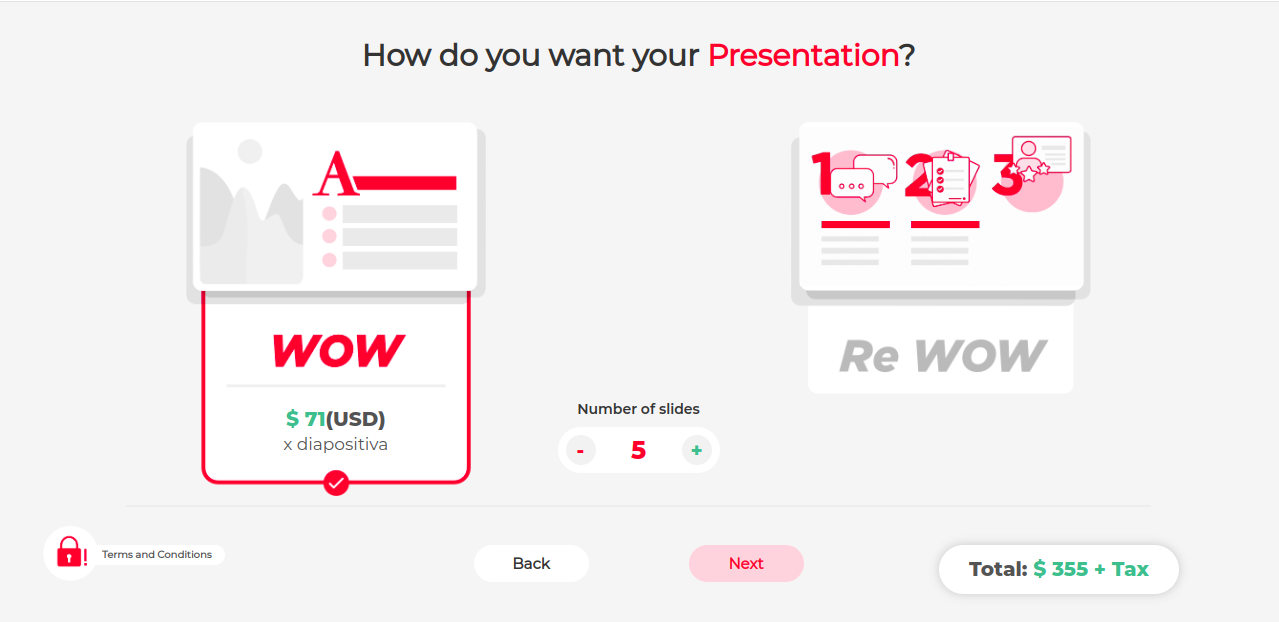 How do you want your Presentation?
A
1 2 3
WOW
$ 71(USD)
x diapositiva
Re WOW
Number of slides
- 5 +
Terms and Conditions
Back
Next
Total: $ 355 + Tax